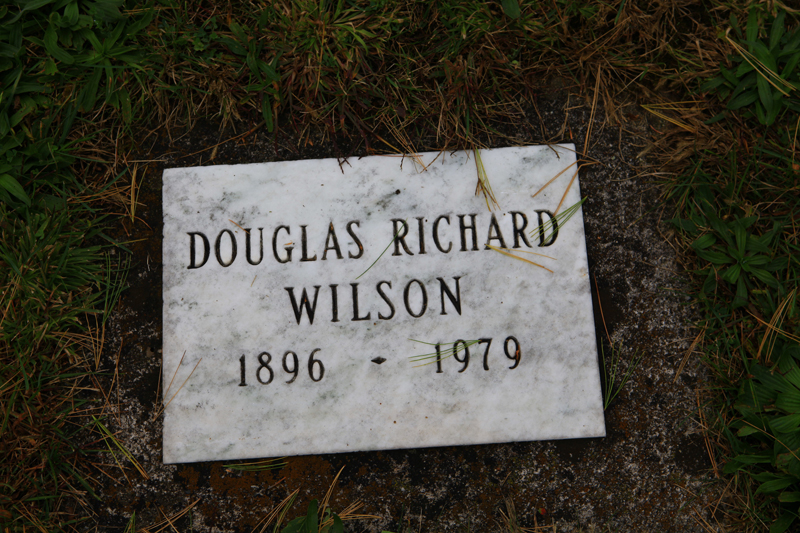 DOUGLAS RICHARD
WILSON
1896 ⬥ 1979